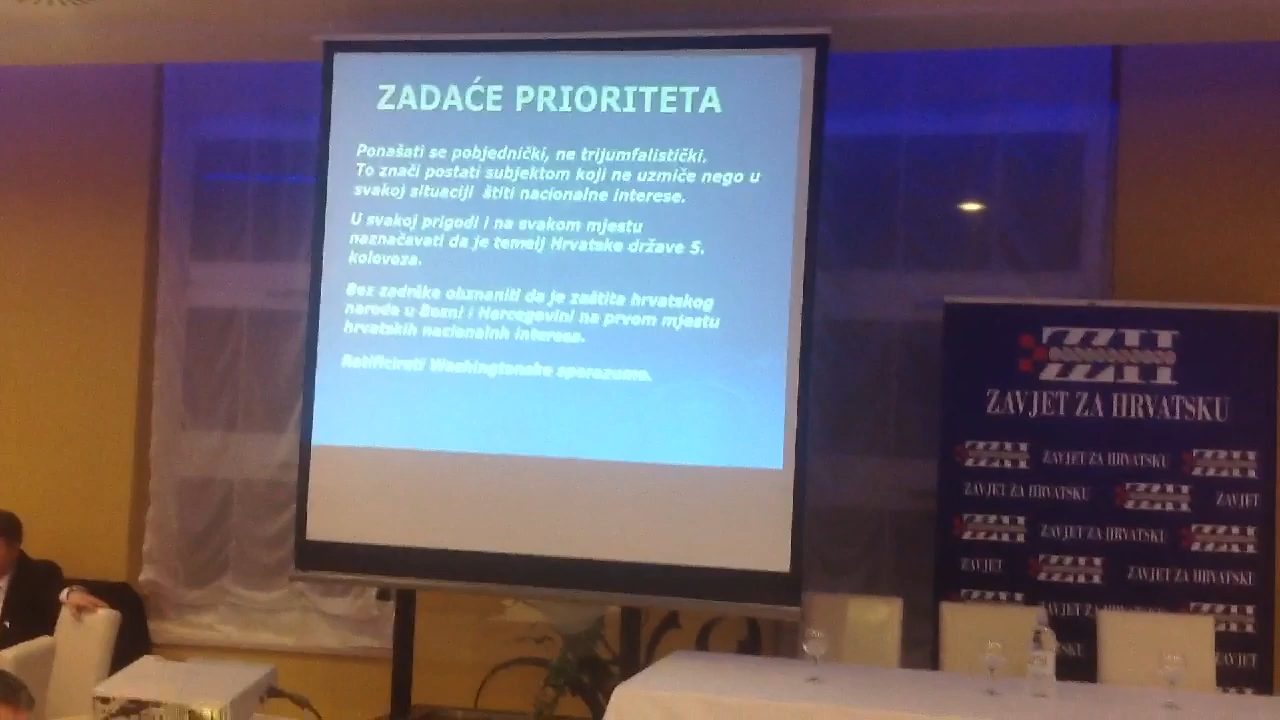 ZADAĆE PRIORITETA
Ponašati se pobjednički, ne trijumfalistički.
To znači postati subjektom koji ne uzmiče nego u
svakoj situaciji štiti nacionalne interese.
U svakoj prigodi i na svakom mjestu
naznačavati da je temelj Hrvatske države 5.
kolovoza.
Bez zadrške obznaniti da je zaštita hrvatskog
naroda u Bosni i Hercegovini na prvom mjestu
hrvatskih nacionalnih interesa.
Ratificirati Washingtonske sporazume.
ZZH
ZAVJET ZA HRVATSKU
ZAVJET ZA HRVATSKU
ZAVJET ZA HRVATSKU
ZAVJET
ZAVJET ZA HRVATSKU
ZAVJET
ZAVJET ZA HRVATSKU
ZAVJET ZA HRVATSKU
ZAVJET